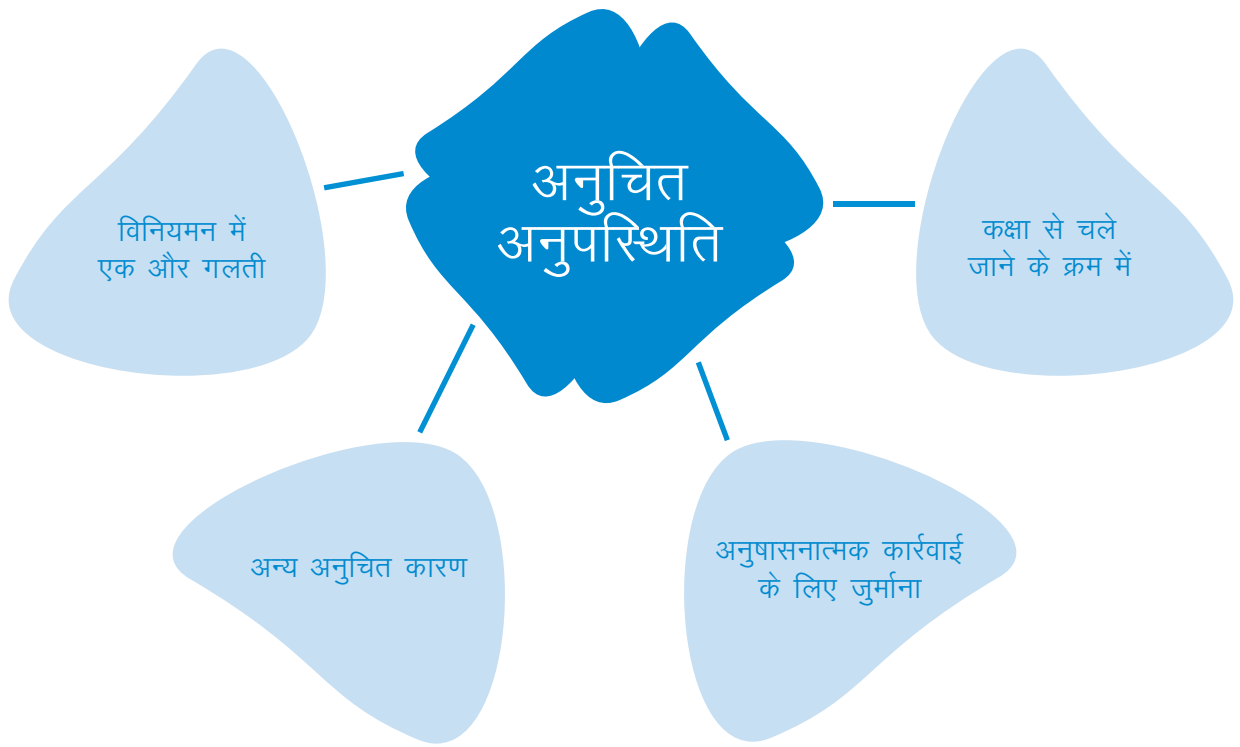 अनुचित
अनुपस्थिति
विनियमन में
एक और गलती
कक्षा से चले
जाने के क्रम में
अन्य अनुचित कारण
अनुषासनात्मक कार्रवाई
के लिए जुर्माना